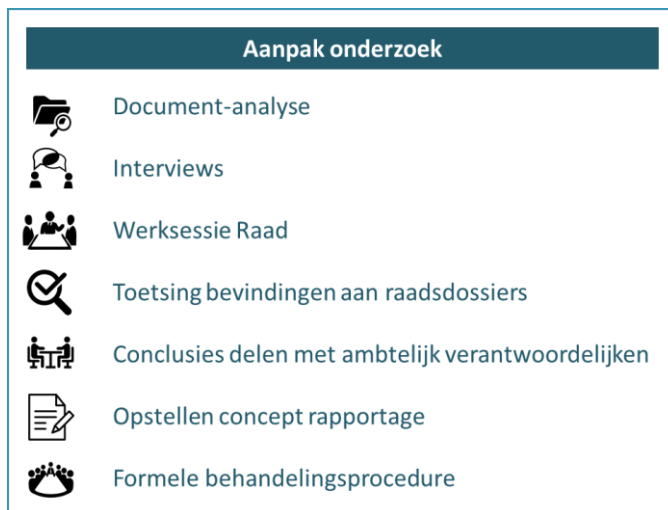 Aanpak onderzoek
Document-analyse
Interviews
Werksessie Raad
Toetsing bevindingen aan raadsdossiers
Conclusies delen met ambtelijk verantwoordelijken
Opstellen concept rapportage
Formele behandelingsprocedure